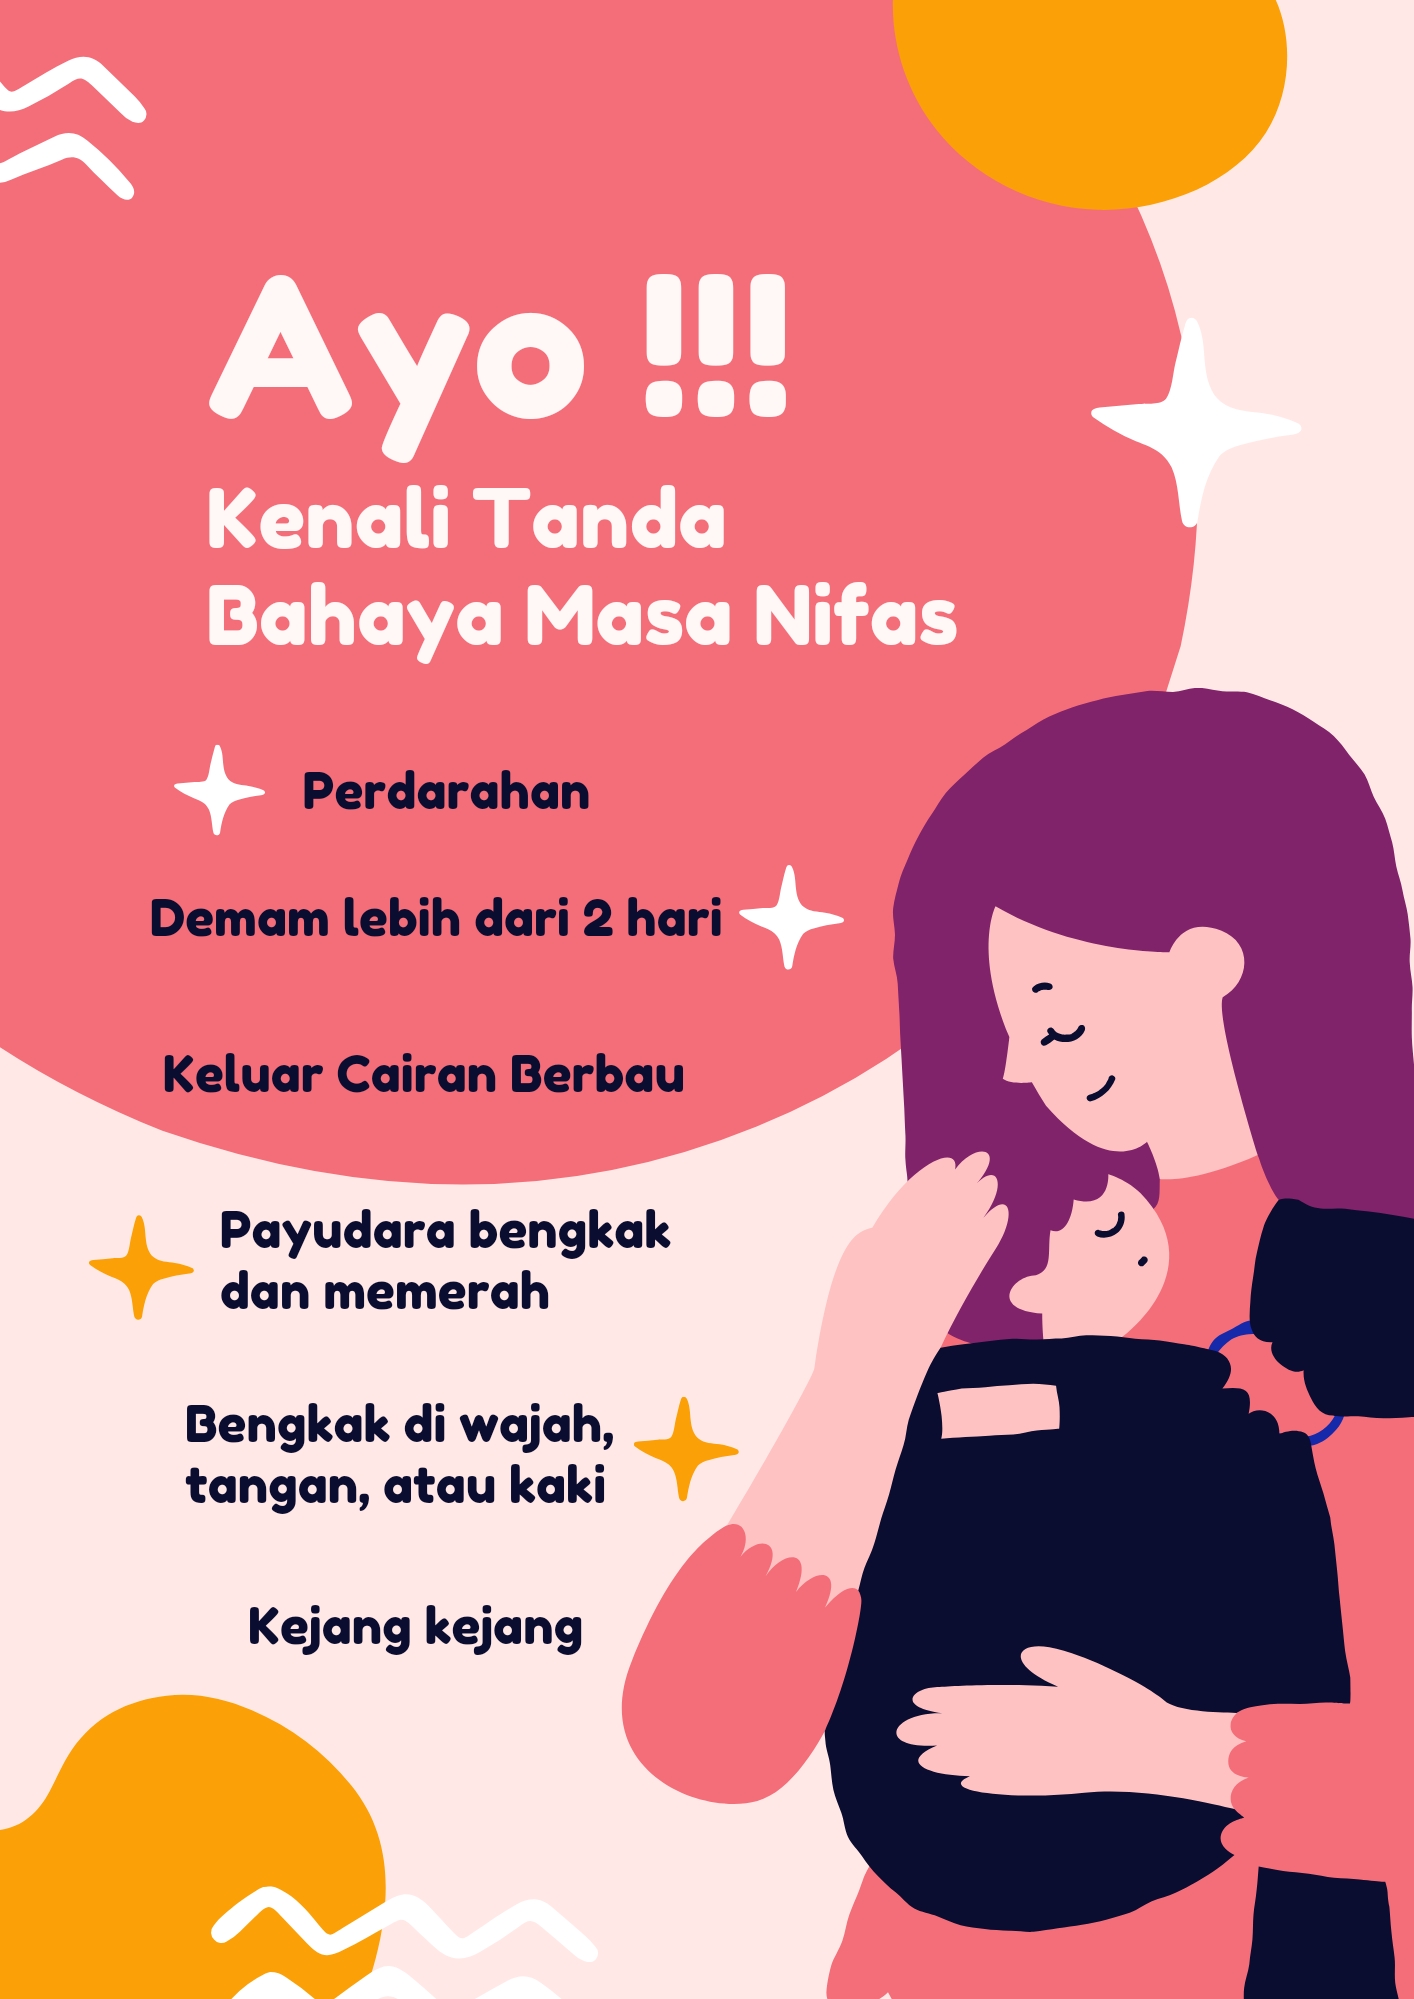 Ayo !!!
Kenali Tanda
Bahaya Masa Nifas
Perdarahan
Demam lebih dari 2 hari
Keluar Cairan Berbau
Payudara bengkak
dan memerah
Bengkak di wajah,
tangan, atau kaki
Kejang kejang